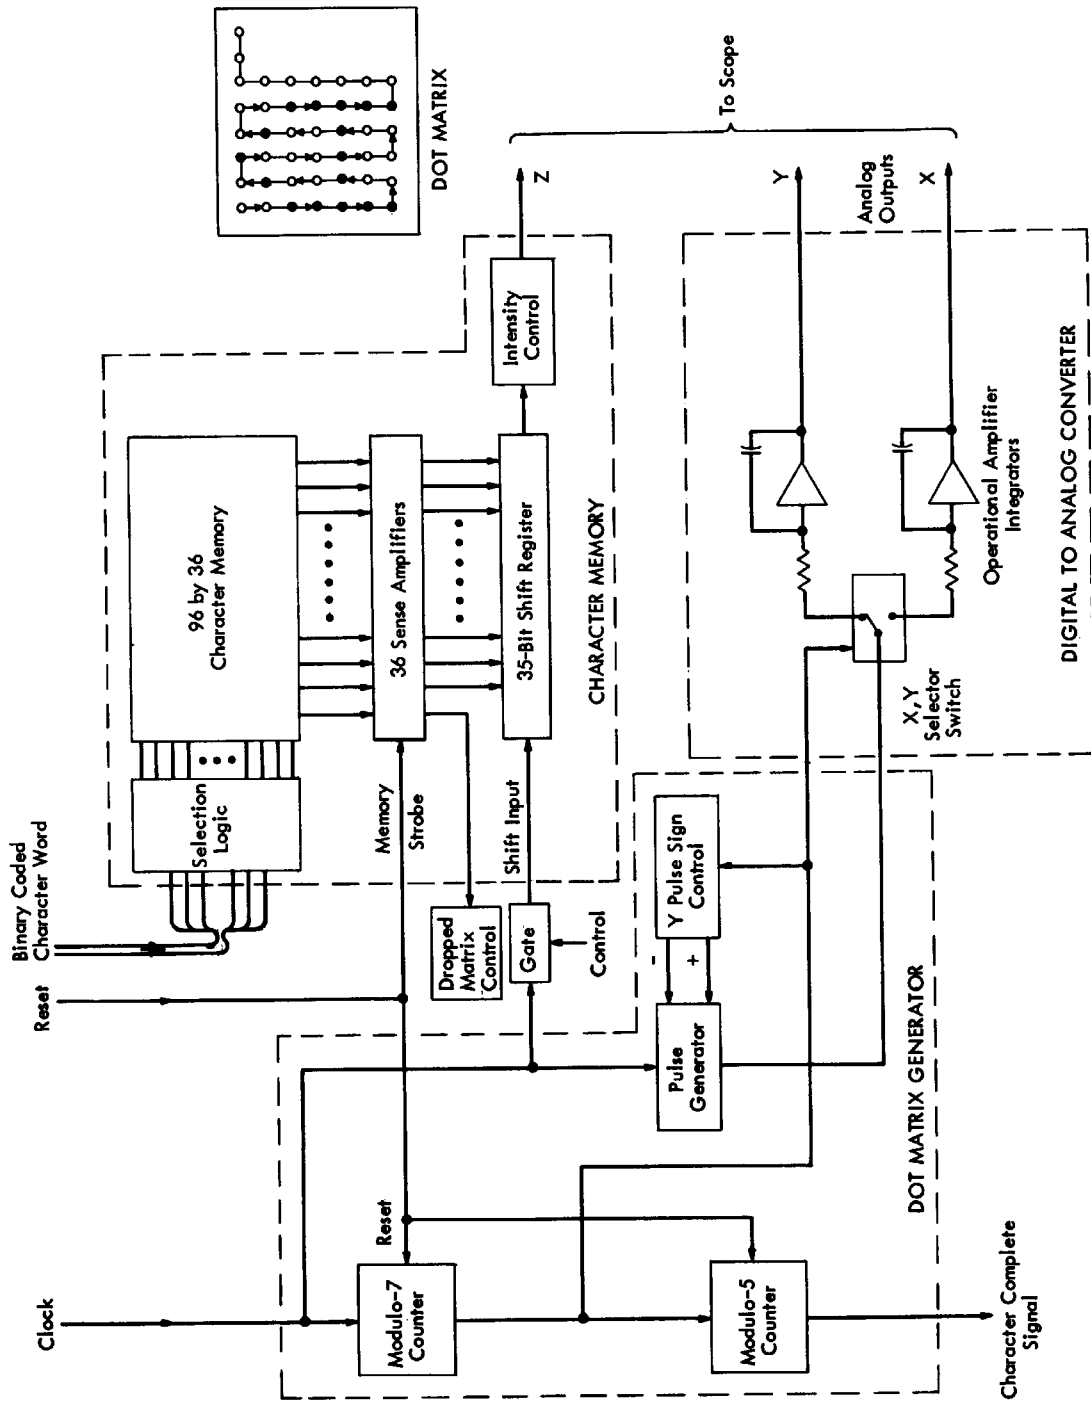 Clock
Reset
Binary Coded
Character Word
Selection
Logic
96 by 36
Character Memory
Memory
Strobe
36 Sense Amplifiers
Shift Input
35-Bit Shift Register
Intensity
Control
CHARACTER MEMORY
Z
DOT MATRIX
To Scope
Dropped
Matrix
Control
Gate
Control
Reset
Modulo-7
Counter
Modulo-5
Counter
Pulse
Generator
-
+
Y Pulse Sign
Control
DOT MATRIX GENERATOR
Character Complete
Signal
X,Y
Selector
Switch
Operational Amplifier
Integrators
Y
Analog
Outputs
X
DIGITAL TO ANALOG CONVERTER